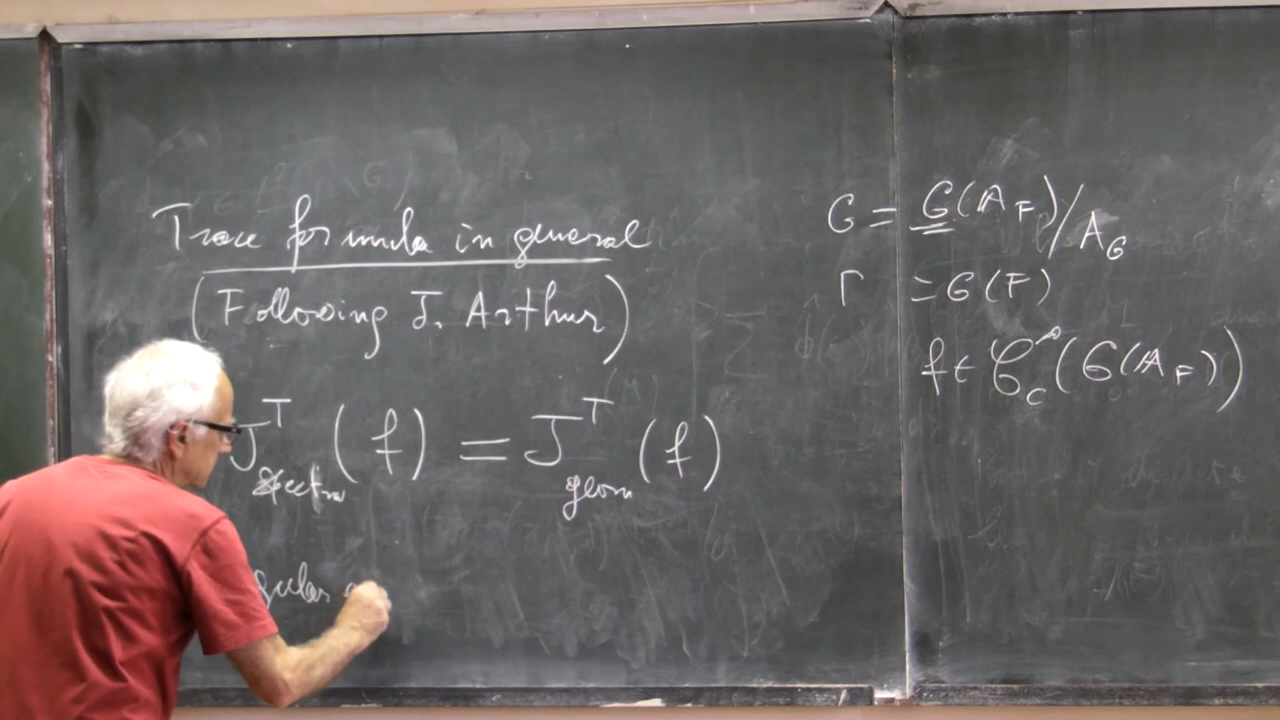 Trace formula in general
(Following J. Arthur)
J^T_spectr (f) = J^T_geom (f)
G = G(A_F)/A_G
Γ = G(F)
f ∈ C_c^∞(G(A_F))